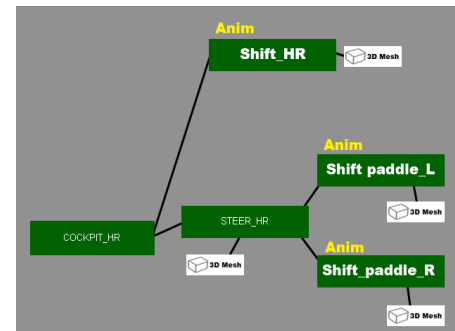 Anim
Shift_HR
3D Mesh
Anim
Shift paddle_L
3D Mesh
STEER_HR
COCKPIT_HR
3D Mesh
Anim
Shift_paddle_R
3D Mesh